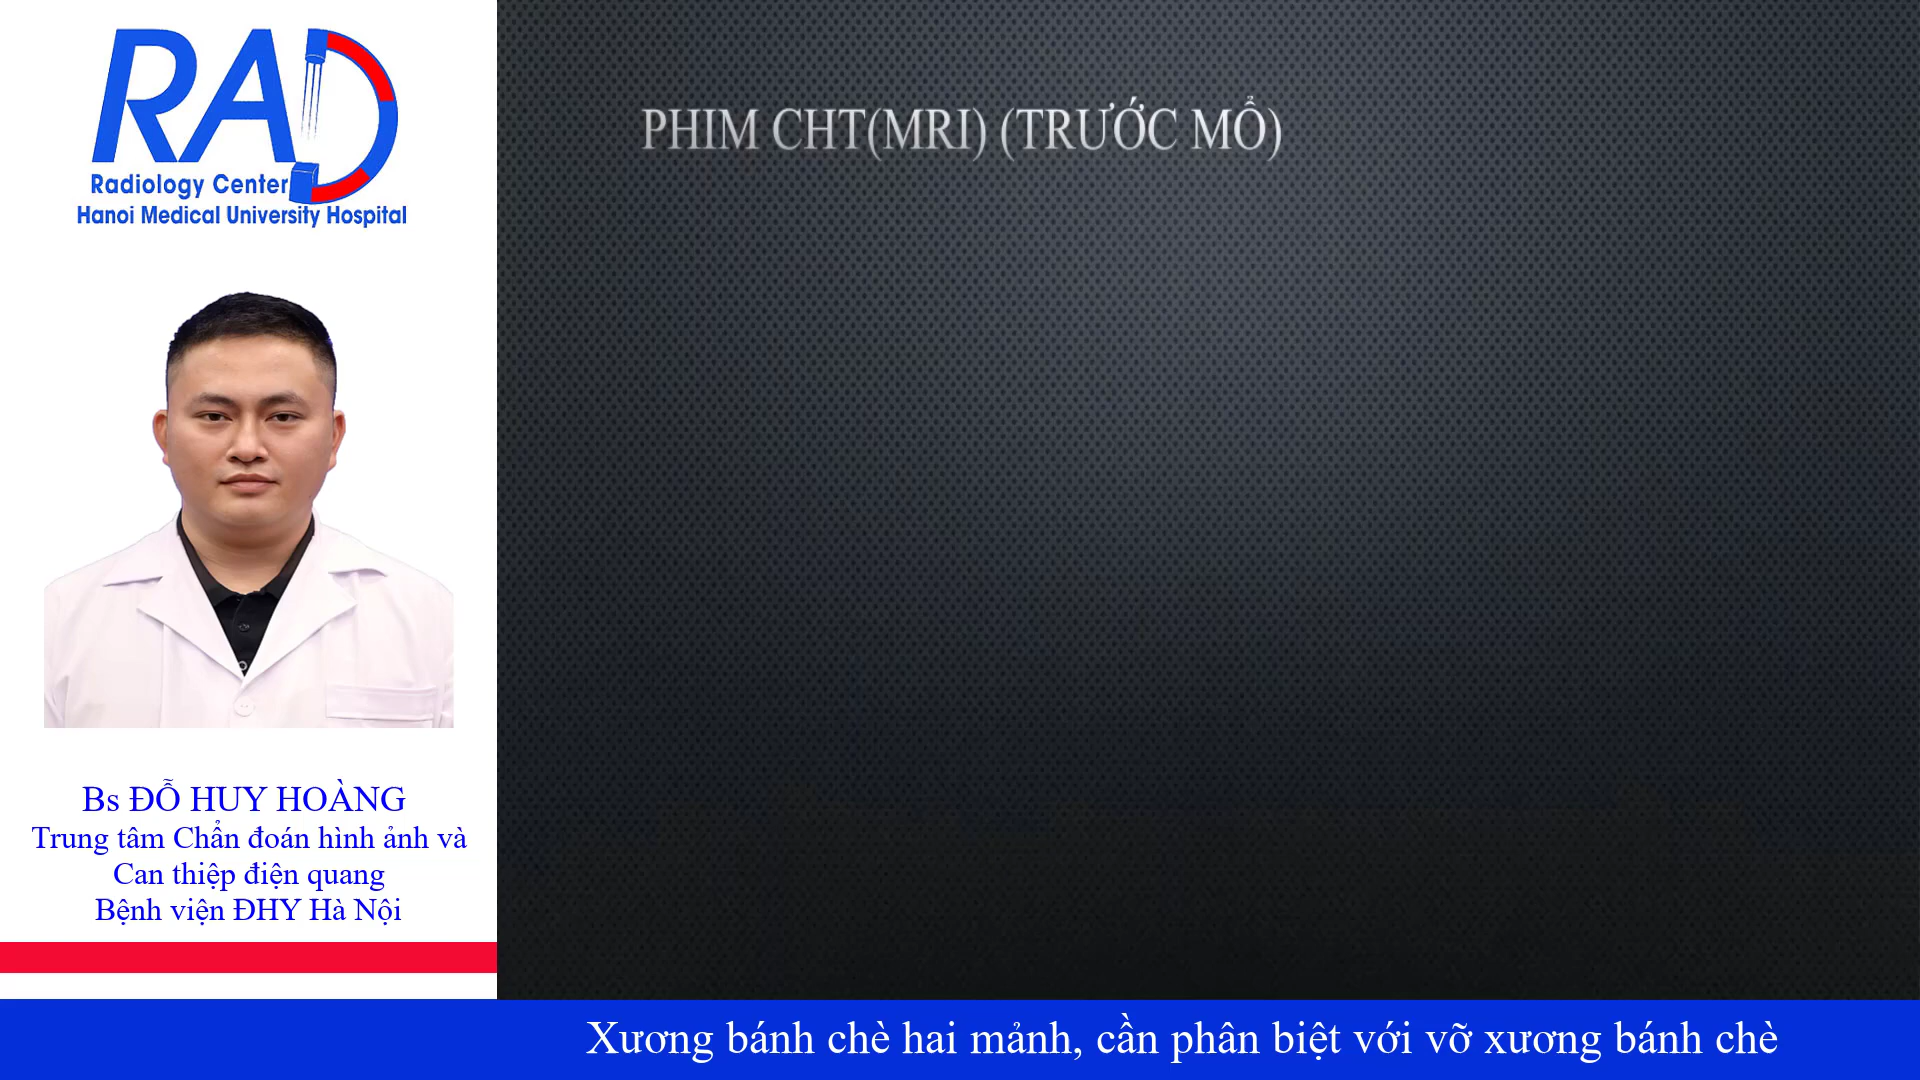 RAD
Radiology Center
Hanoi Medical University Hospital
Bs ĐỖ HUY HOÀNG
Trung tâm Chẩn đoán hình ảnh và
Can thiệp điện quang
Bệnh viện ĐHY Hà Nội
PHIM CHT(MRI) (TRƯỚC MỔ)
Xương bánh chè hai mảnh, cần phân biệt với vỡ xương bánh chè